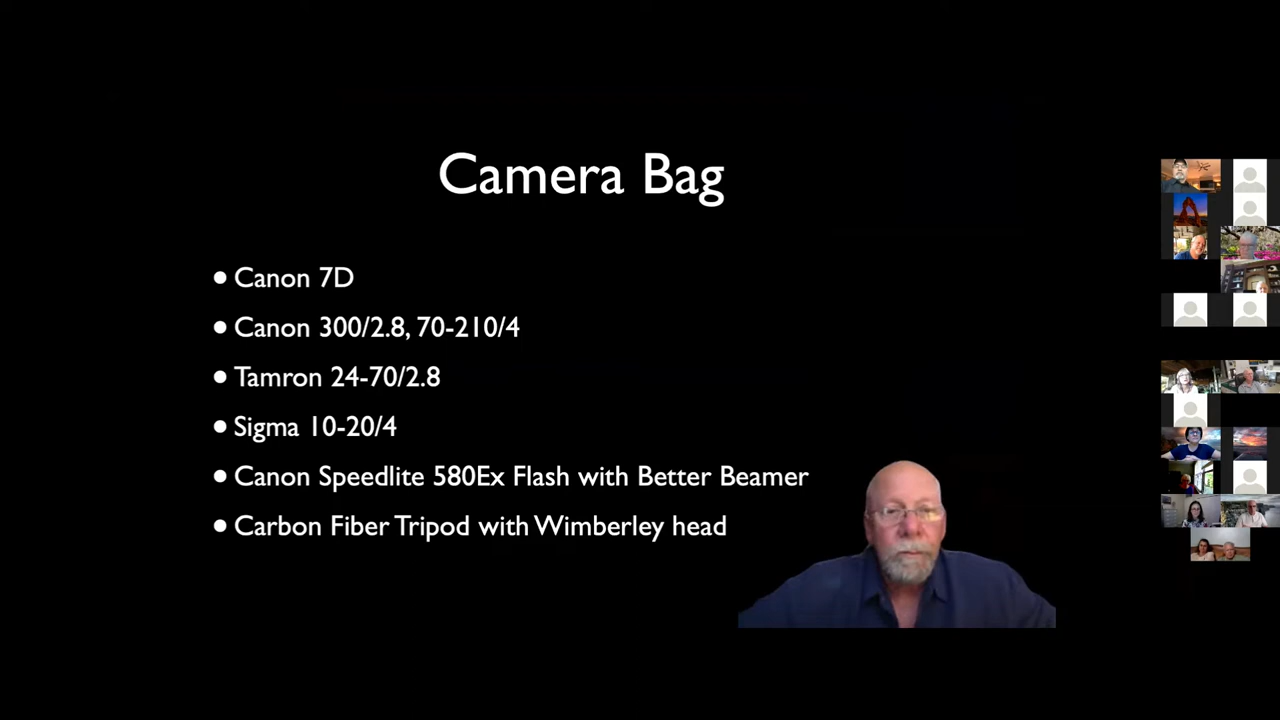 Camera Bag
• Canon 7D
• Canon 300/2.8, 70-210/4
• Tamron 24-70/2.8
• Sigma 10-20/4
• Canon Speedlite 580Ex Flash with Better Beamer
• Carbon Fiber Tripod with Wimberley head